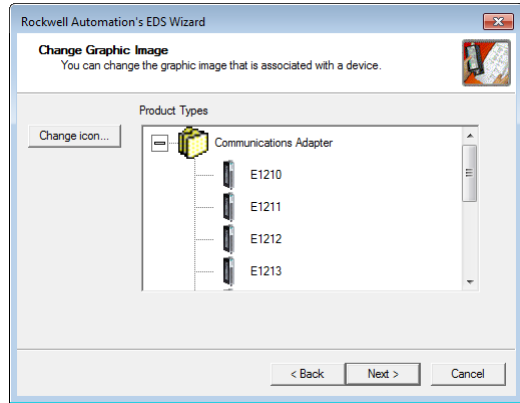 Rockwell Automation's EDS Wizard
Change Graphic Image
You can change the graphic image that is associated with a device.
Product Types
Change icon...
Communications Adapter
E1210
E1211
E1212
E1213
< Back
Next >
Cancel